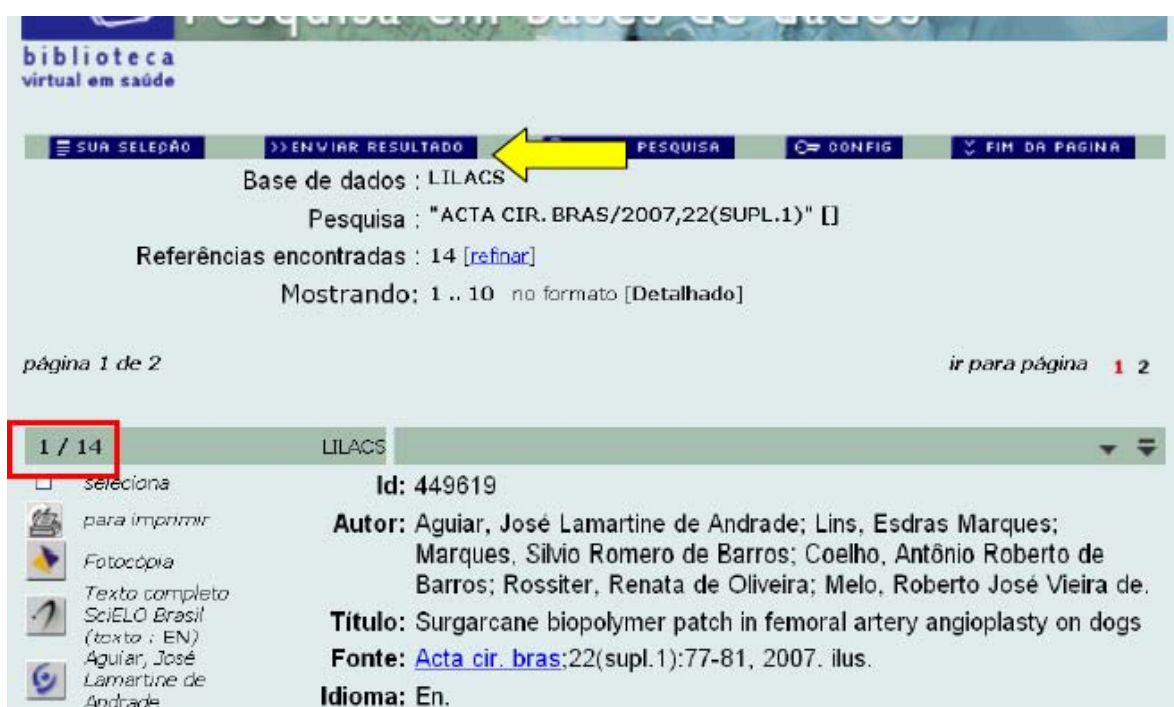 Pesquisa em bases de dados
biblioteca
virtual em saúde
SUA SELEÇÃO >>ENVIAR RESULTADO PESQUISA CONFIG FIM DA PAGINA
Base de dados : LILACS
Pesquisa : "ACTA CIR. BRAS/2007,22(SUPL.1)" []
Referências encontradas : 14 [refinar]
Mostrando: 1 .. 10 no formato [Detalhado]
página 1 de 2 ir para página 1 2
1 / 14 LILACS
seleciona
Id: 449619
para imprimir
Autor: Aguiar, José Lamartine de Andrade; Lins, Esdras Marques;
Marques, Silvio Romero de Barros; Coelho, Antônio Roberto de
Barros; Rossiter, Renata de Oliveira; Melo, Roberto José Vieira de.
Fotocópia
Texto completo
SciELO Brasil
(texto : EN)
Título: Surgarcane biopolymer patch in femoral artery angioplasty on dogs
Aguiar, José
Lamartine de
Andrade
Fonte: Acta cir. bras;22(supl.1):77-81, 2007. ilus.
Idioma: En.